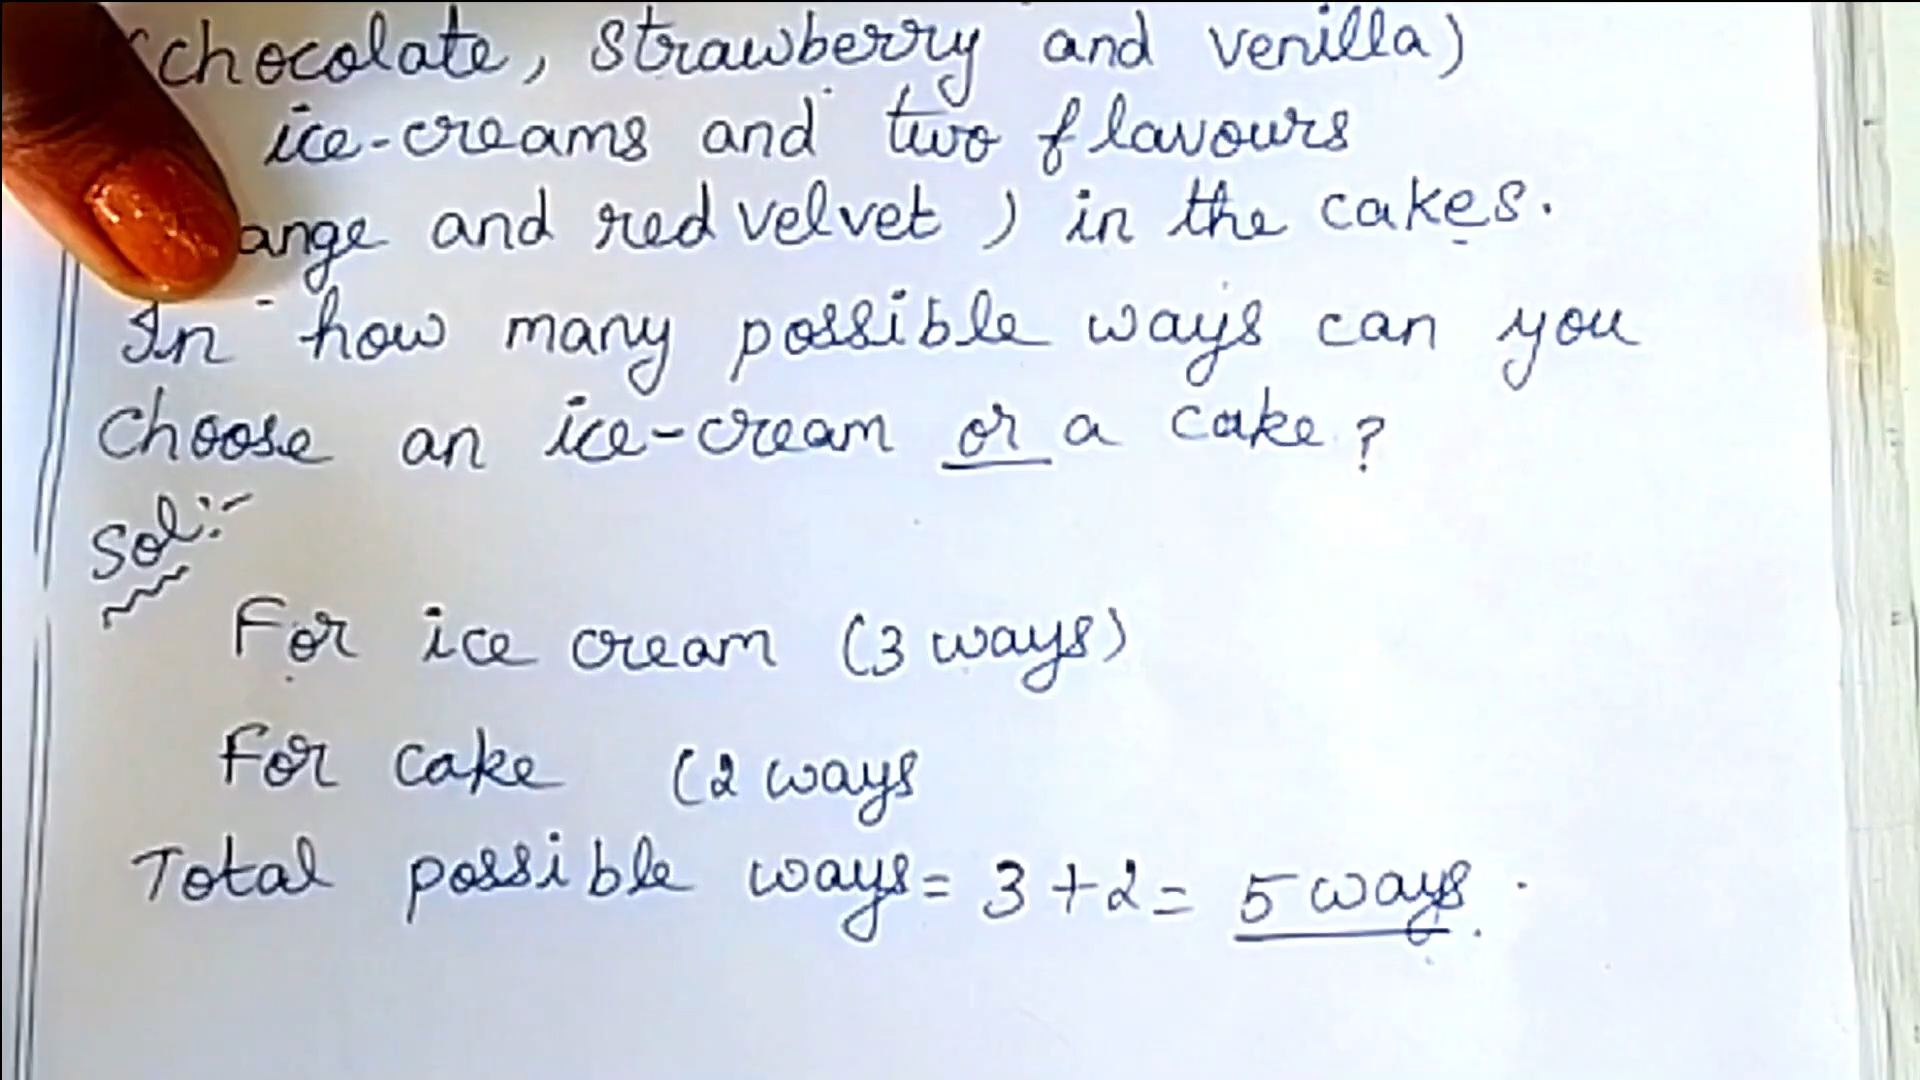 (chocolate, strawberry and venilla)
ice-creams and two flavours
ange and red velvet ) in the cakes.
In how many possible ways can you
choose an ice-cream or a cake?
Sol:-
For ice cream (3 ways)
For cake (2 ways
Total possible ways = 3+2 = 5 ways.